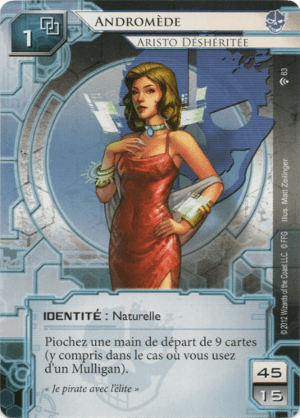 Andromède
1
Aristo Déshéritée
83
Illus. Matt Zeilinger
© 2012 Wizards of the Coast LLC. © FFG
IDENTITÉ : Naturelle
Piochez une main de départ de 9 cartes
(y compris dans le cas où vous usez
d'un Mulligan).
« Je pirate avec l'élite »
45
15